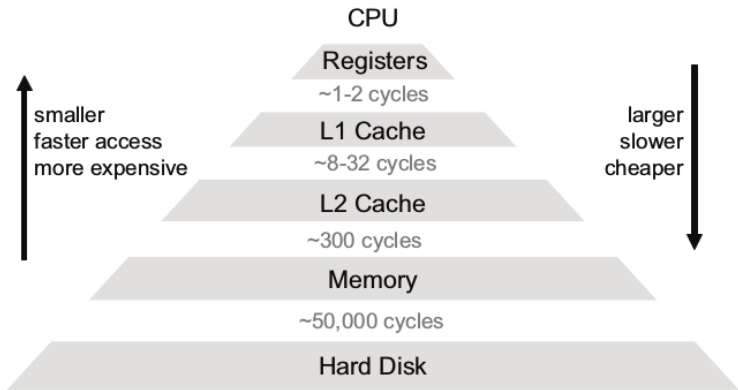 CPU
Registers
~1-2 cycles
smaller
faster access
more expensive
larger
slower
cheaper
L1 Cache
~8-32 cycles
L2 Cache
~300 cycles
Memory
~50,000 cycles
Hard Disk